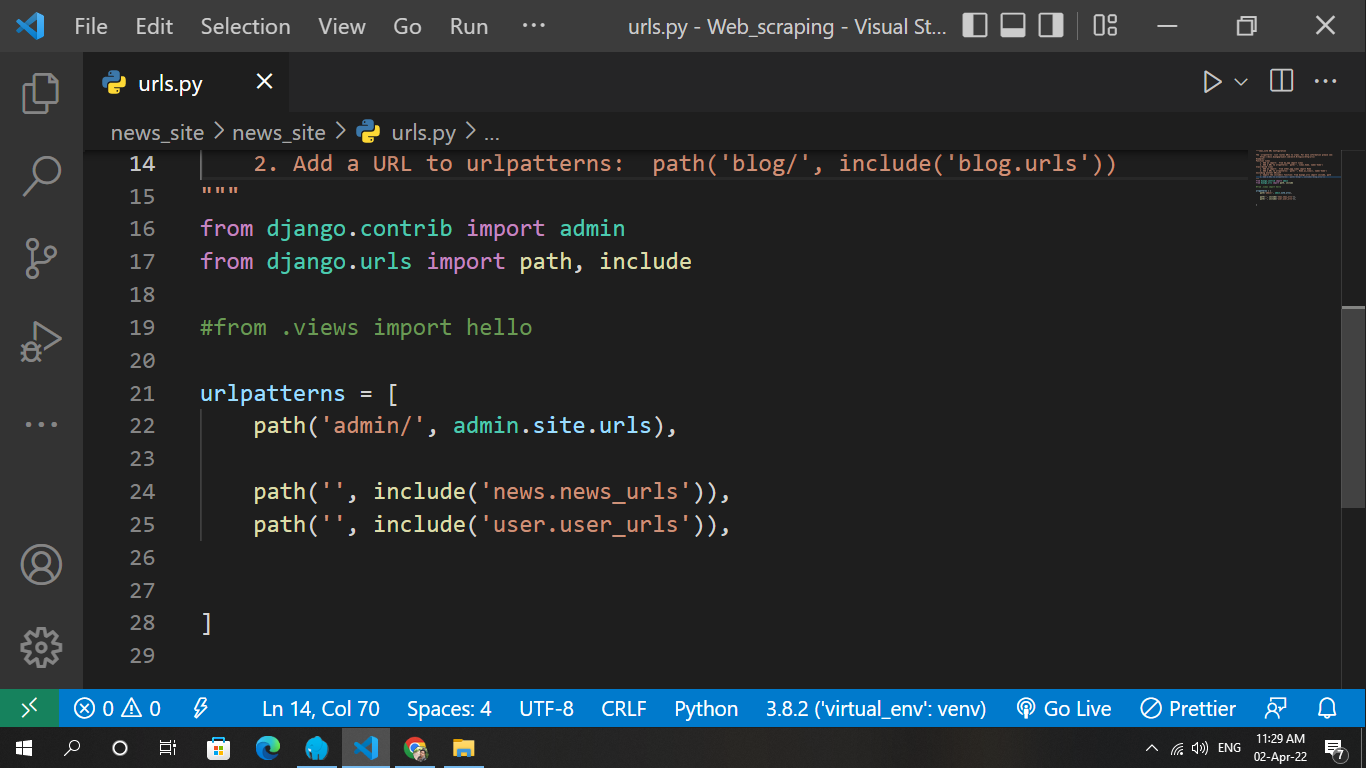 File Edit Selection View Go Run ··· urls.py - Web_scraping - Visual St...
urls.py
news_site > news_site > urls.py > ...
14 2. Add a URL to urlpatterns:  path('blog/', include('blog.urls'))
15 """
16 from django.contrib import admin
17 from django.urls import path, include
18
19 #from .views import hello
20
21 urlpatterns = [
22     path('admin/', admin.site.urls),
23
24     path('', include('news.news_urls')),
25     path('', include('user.user_urls')),
26
27
28 ]
29
0 0 Ln 14, Col 70 Spaces: 4 UTF-8 CRLF Python 3.8.2 ('virtual_env': venv) Go Live Prettier
ENG 11:29 AM
02-Apr-22 7